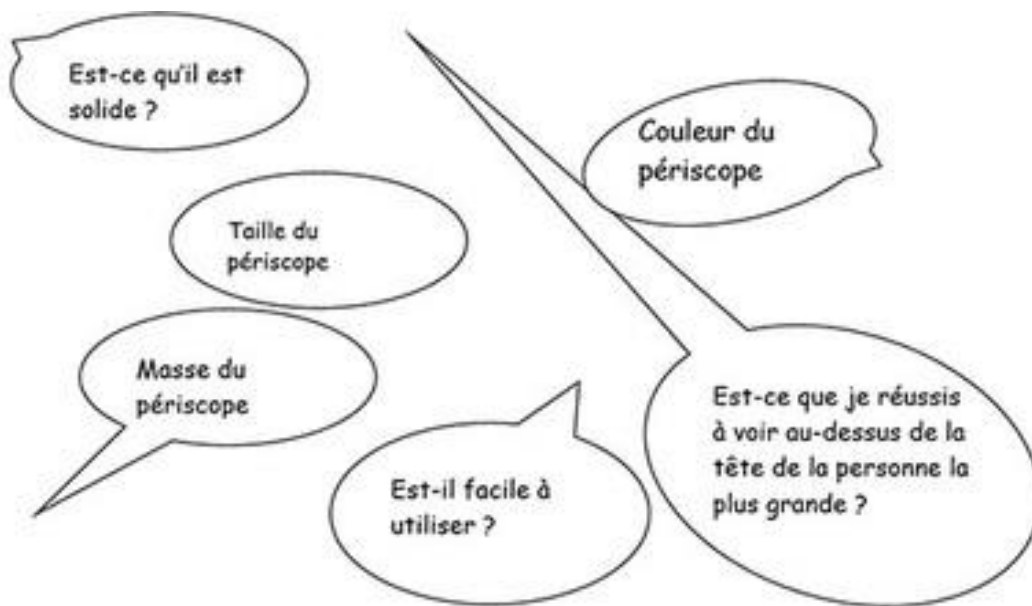 Est-ce qu'il est
solide ?
Couleur du
périscope
Taille du
périscope
Masse du
périscope
Est-ce que je réussis
à voir au-dessus de la
tête de la personne la
plus grande ?
Est-il facile à
utiliser ?